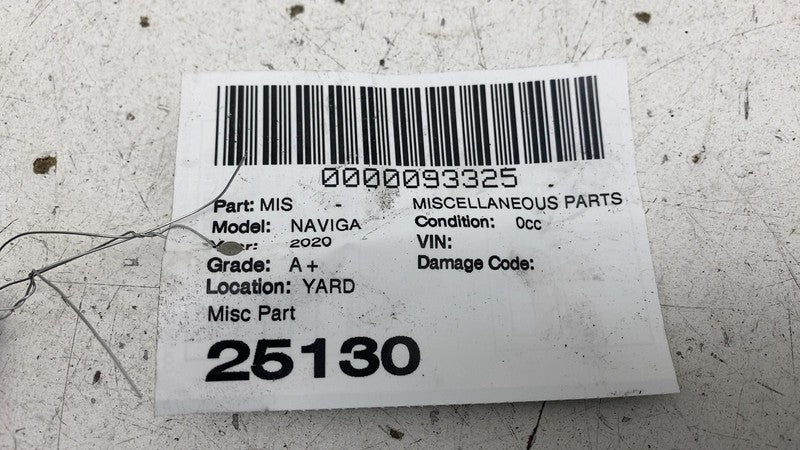 0000093325
Part: MIS - MISCELLANEOUS PARTS
Model: NAVIGA Condition: 0cc
Year: 2020 VIN:
Grade: A+ Damage Code:
Location: YARD
Misc Part
25130